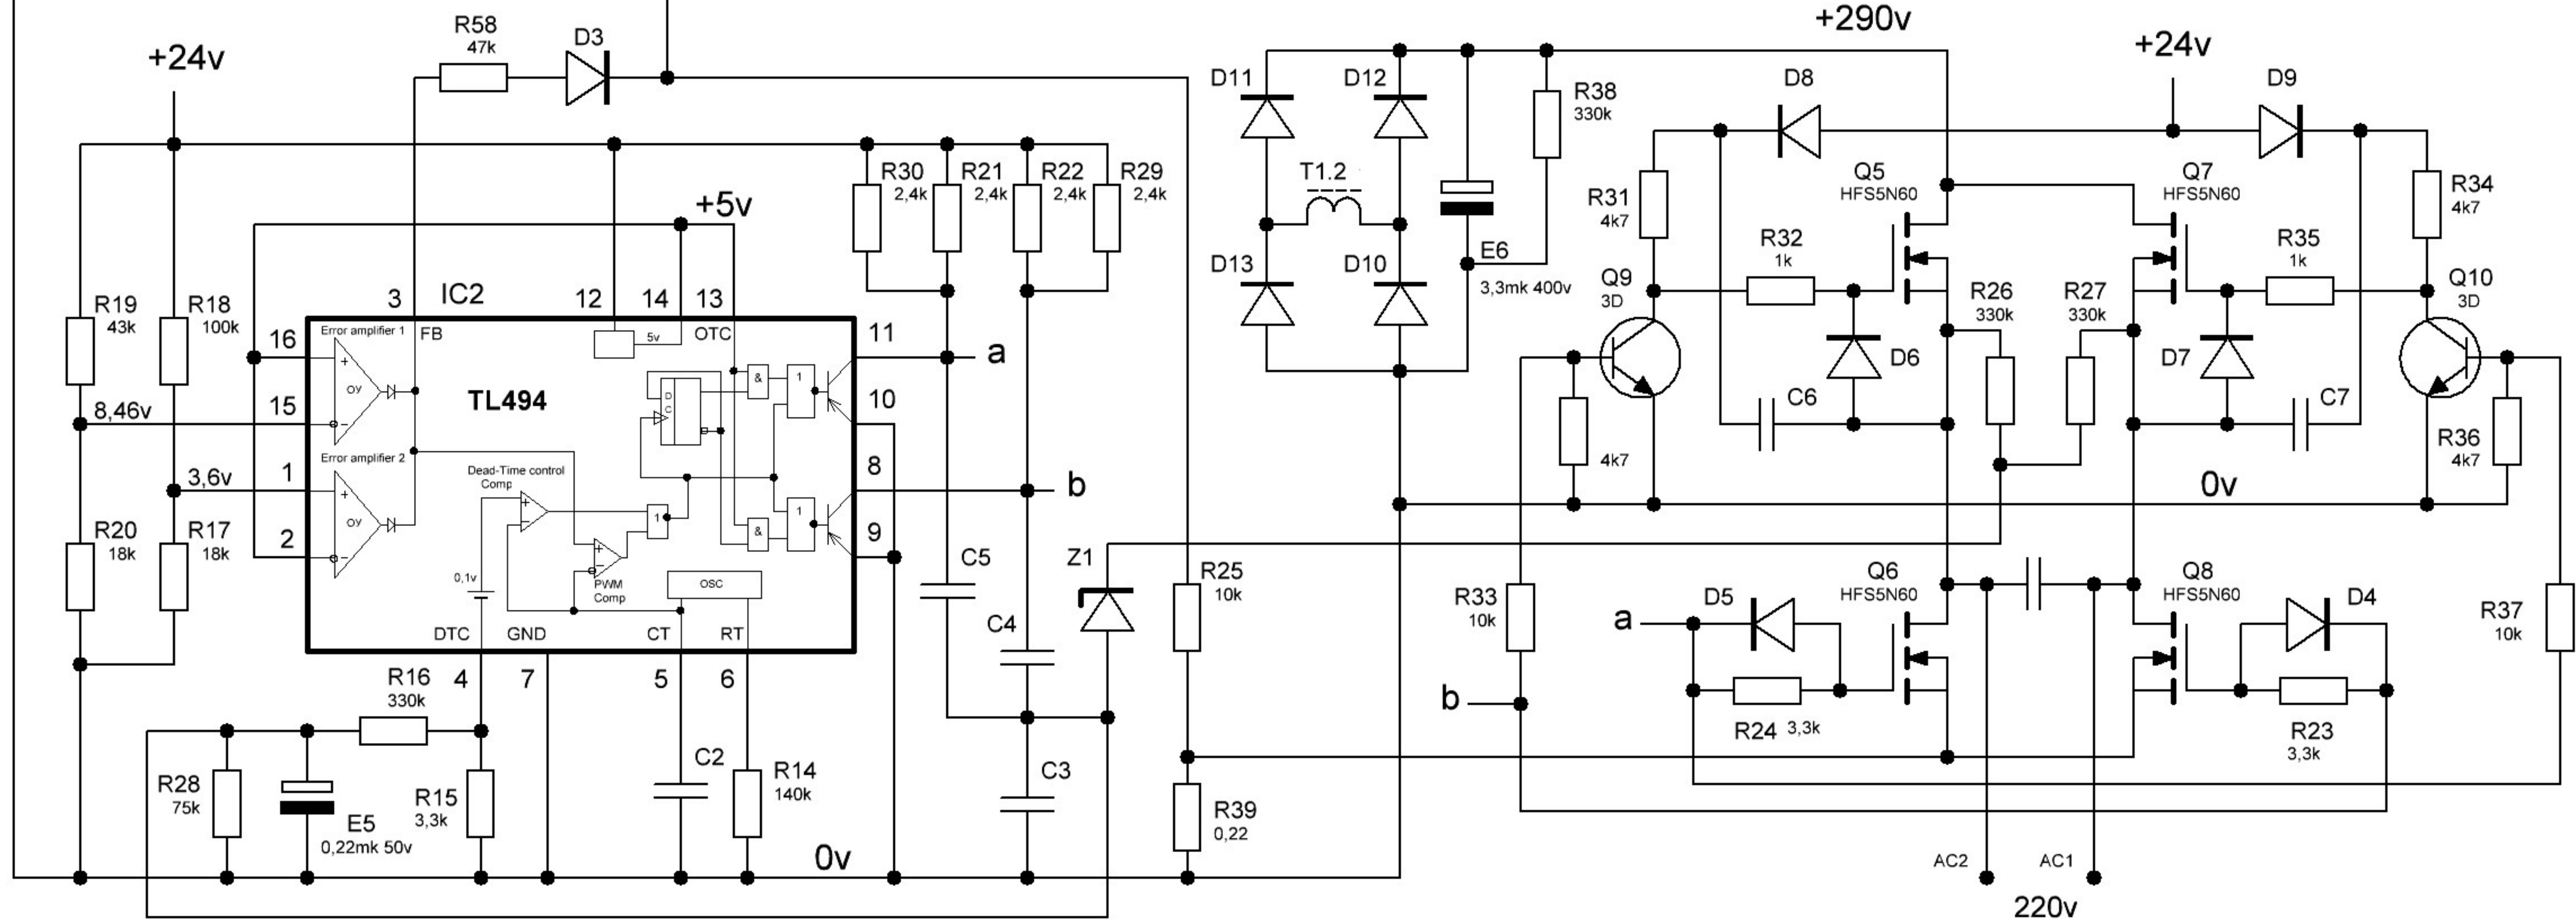 +290v
R58
47k
D3
+24v
+24v
D11
D12
D8
D9
R38
330k
R30
2,4k
R21
2,4k
R22
2,4k
R29
2,4k
T1.2
Q5
HFS5N60
Q7
HFS5N60
R31
4k7
R34
4k7
+5v
E6
3,3mk 400v
R32
1k
R35
1k
D13
D10
Q9
3D
Q10
3D
R26
330k
R27
330k
R19
43k
R18
100k
3
IC2
12
14
13
11
a
16
Error amplifier 1
FB
5v
OTC
ОУ
TL494
&
1
D
C
D6
D7
10
15
8,46v
C6
C7
4k7
R36
4k7
Error amplifier 2
1
3,6v
Dead-Time control
Comp
8
b
0v
ОУ
1
&
1
9
2
R20
18k
R17
18k
PWM
Comp
0,1v
OSC
C5
Z1
R25
10k
R33
10k
Q6
HFS5N60
Q8
HFS5N60
D5
D4
R37
10k
a
DTC
GND
CT
RT
C4
R16
330k
4
7
5
6
b
R24 3,3k
R23
3,3k
R28
75k
E5
0,22mk 50v
R15
3,3k
C2
R14
140k
C3
R39
0,22
0v
AC2
AC1
220v